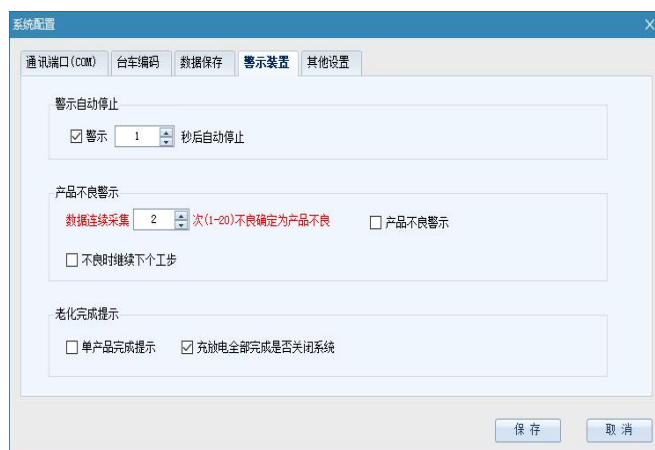 系统配置
通讯端口(COM) 台车编码 数据保存 警示装置 其他设置
警示自动停止
警示 1 秒后自动停止
产品不良警示
数据连续采集 2 次(1-20)不良确定为产品不良 产品不良警示
不良时继续下个工步
老化完成提示
单产品完成提示 充放电全部完成是否关闭系统
保存 取消